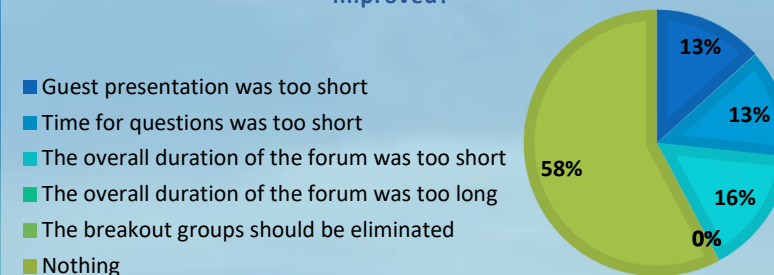 improved?
Guest presentation was too short
Time for questions was too short
The overall duration of the forum was too short
The overall duration of the forum was too long
The breakout groups should be eliminated
Nothing
13%
13%
16%
0%
58%